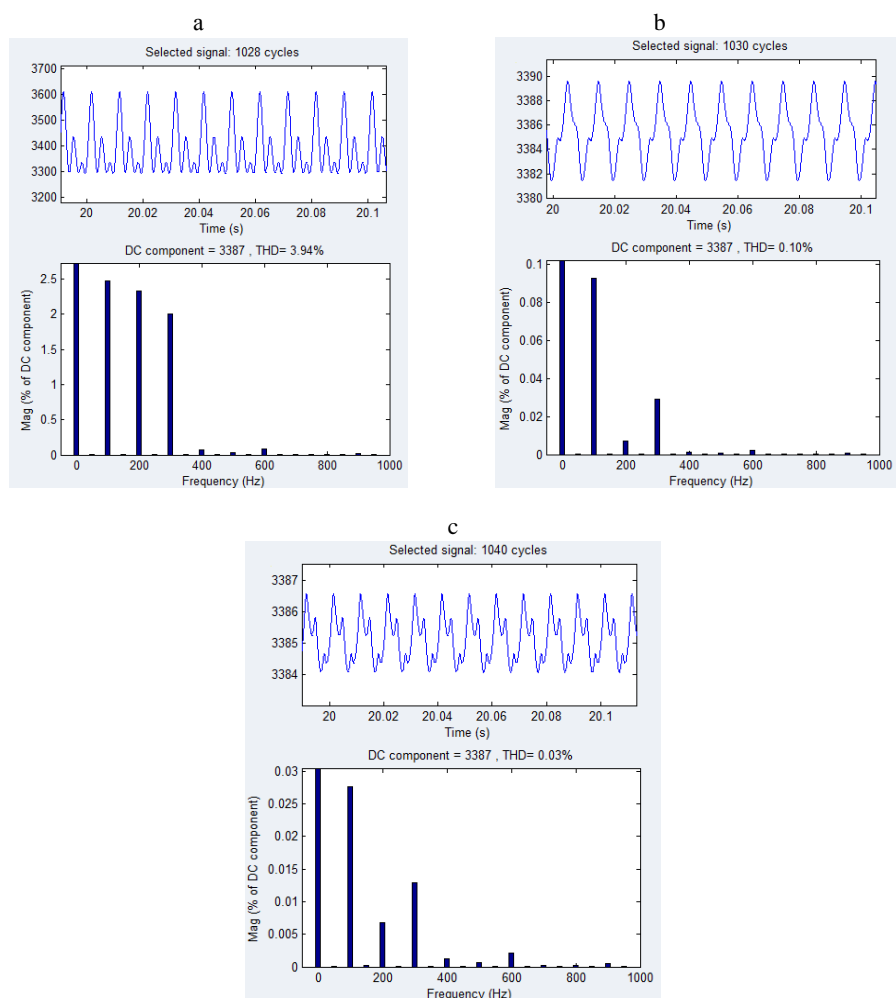 a
Selected signal: 1028 cycles
3700
3600
3500
3400
3300
3200
20 20.02 20.04 20.06 20.08 20.1
Time (s)
DC component = 3387 , THD= 3.94%
Mag (% of DC component)
2.5
2
1.5
1
0.5
0
0 200 400 600 800 1000
Frequency (Hz)
b
Selected signal: 1030 cycles
3390
3388
3386
3384
3382
3380
20 20.02 20.04 20.06 20.08 20.1
Time (s)
DC component = 3387 , THD= 0.10%
Mag (% of DC component)
0.1
0.08
0.06
0.04
0.02
0
0 200 400 600 800 1000
Frequency (Hz)
c
Selected signal: 1040 cycles
3387
3386
3385
3384
20 20.02 20.04 20.06 20.08 20.1
Time (s)
DC component = 3387 , THD= 0.03%
Mag (% of DC component)
0.03
0.025
0.02
0.015
0.01
0.005
0
0 200 400 600 800 1000
Frequency (Hz)